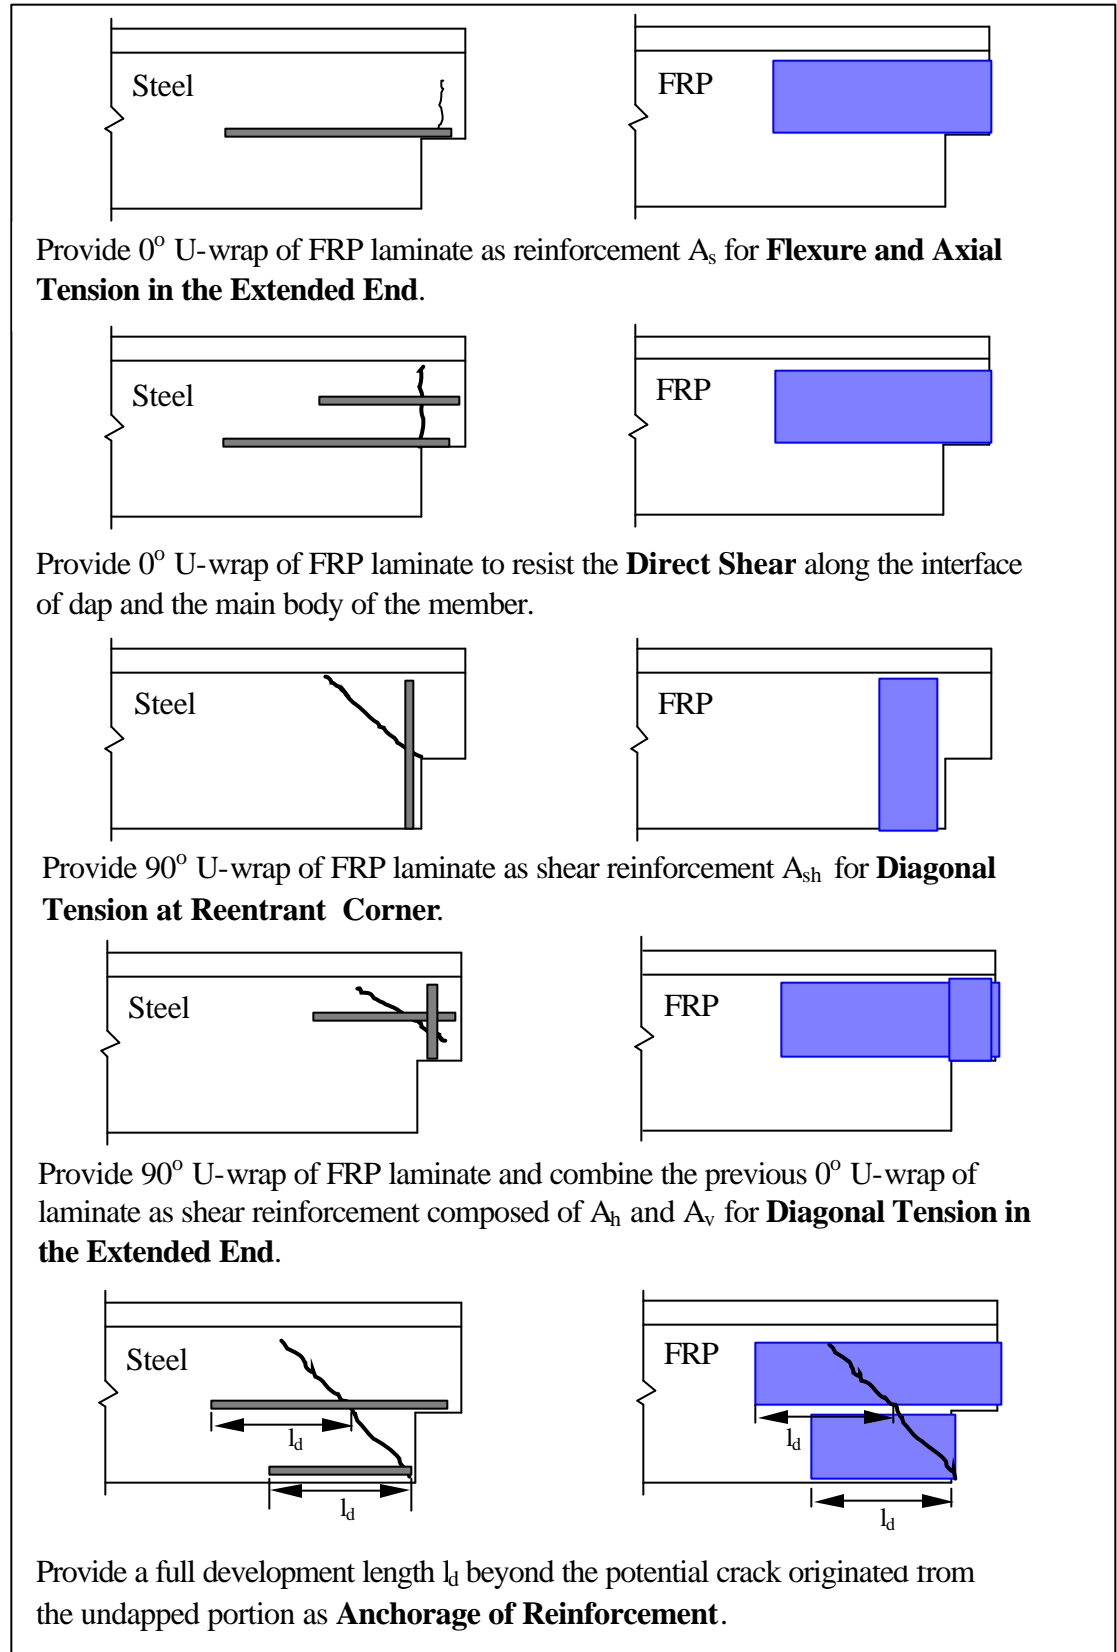 Steel FRP
Provide 0° U-wrap of FRP laminate as reinforcement Aₛ for Flexure and Axial
Tension in the Extended End.
Steel FRP
Provide 0° U-wrap of FRP laminate to resist the Direct Shear along the interface
of dap and the main body of the member.
Steel FRP
Provide 90° U-wrap of FRP laminate as shear reinforcement Aₛₕ for Diagonal
Tension at Reentrant Corner.
Steel FRP
Provide 90° U-wrap of FRP laminate and combine the previous 0° U-wrap of
laminate as shear reinforcement composed of Aₕ and Aᵥ for Diagonal Tension in
the Extended End.
Steel FRP
l_d l_d
l_d l_d
Provide a full development length l_d beyond the potential crack originated from
the undapped portion as Anchorage of Reinforcement.